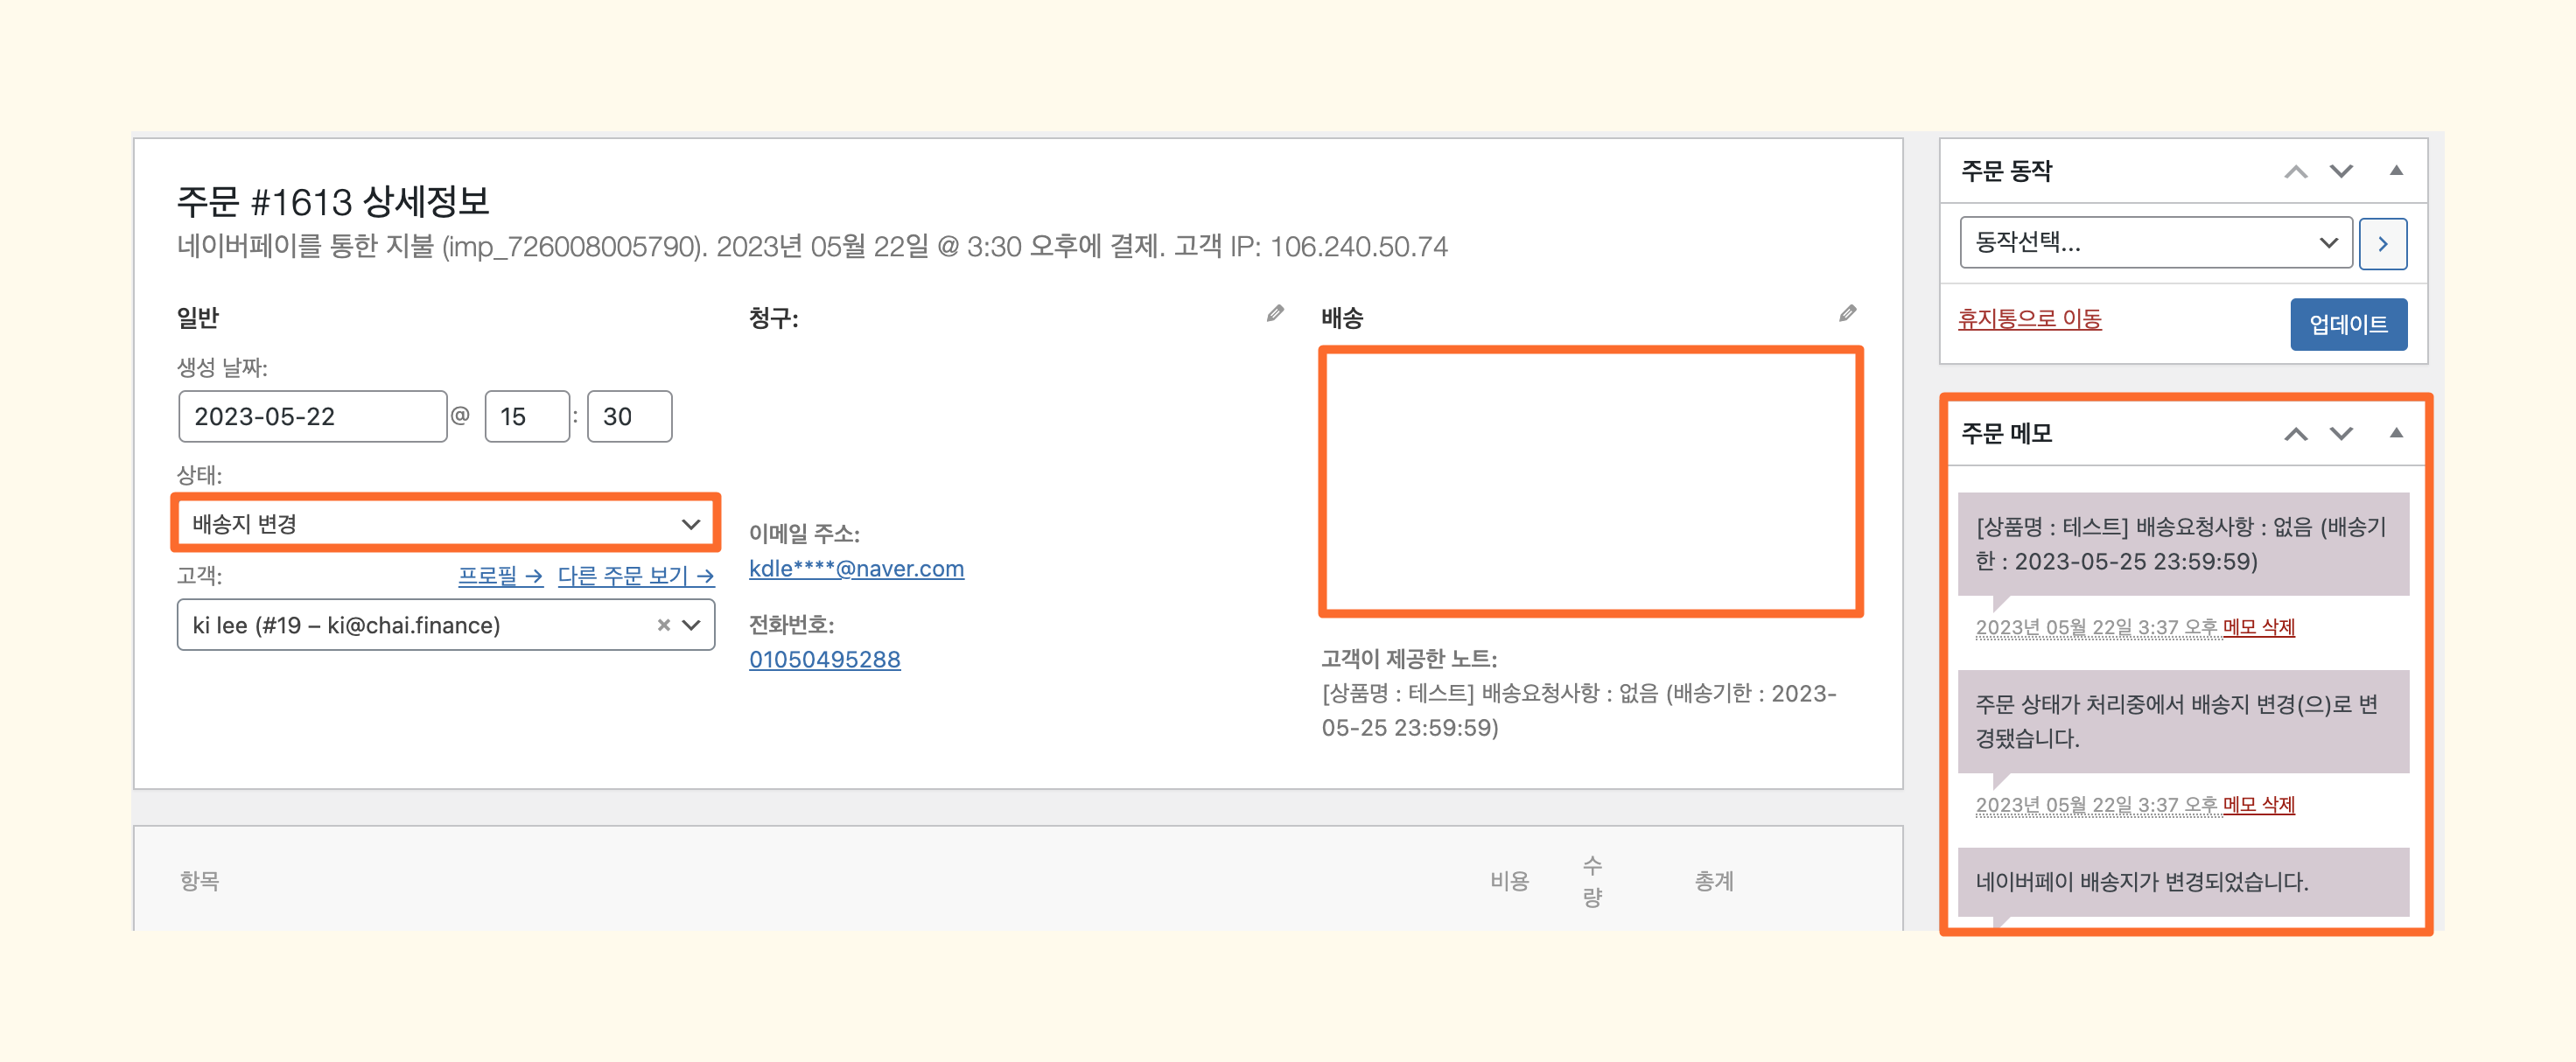 주문 #1613 상세정보
네이버페이를 통한 지불 (imp_726008005790). 2023년 05월 22일 @ 3:30 오후에 결제. 고객 IP: 106.240.50.74
일반
생성 날짜:
2023-05-22 @ 15 : 30
상태:
배송지 변경
고객: 프로필 → 다른 주문 보기 →
ki lee (#19 – ki@chai.finance) ×
청구:
이메일 주소:
kdle****@naver.com
전화번호:
01050495288
배송
고객이 제공한 노트:
[상품명 : 테스트] 배송요청사항 : 없음 (배송기한 : 2023-
05-25 23:59:59)
항목 비용 수량 총계
주문 동작
동작선택...
휴지통으로 이동 업데이트
주문 메모
[상품명 : 테스트] 배송요청사항 : 없음 (배송기
한 : 2023-05-25 23:59:59)
2023년 05월 22일 3:37 오후 메모 삭제
주문 상태가 처리중에서 배송지 변경(으)로 변
경됐습니다.
2023년 05월 22일 3:37 오후 메모 삭제
네이버페이 배송지가 변경되었습니다.